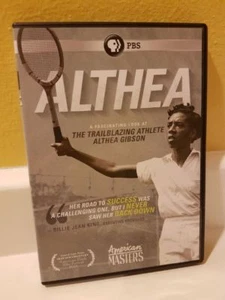 PBS
ALTHEA
A FASCINATING LOOK AT
THE TRAILBLAZING ATHLETE
ALTHEA GIBSON
HER ROAD TO SUCCESS WAS
A CHALLENGING ONE, BUT I NEVER
SAW HER BACK DOWN
BILLIE JEAN KING
American
MASTERS